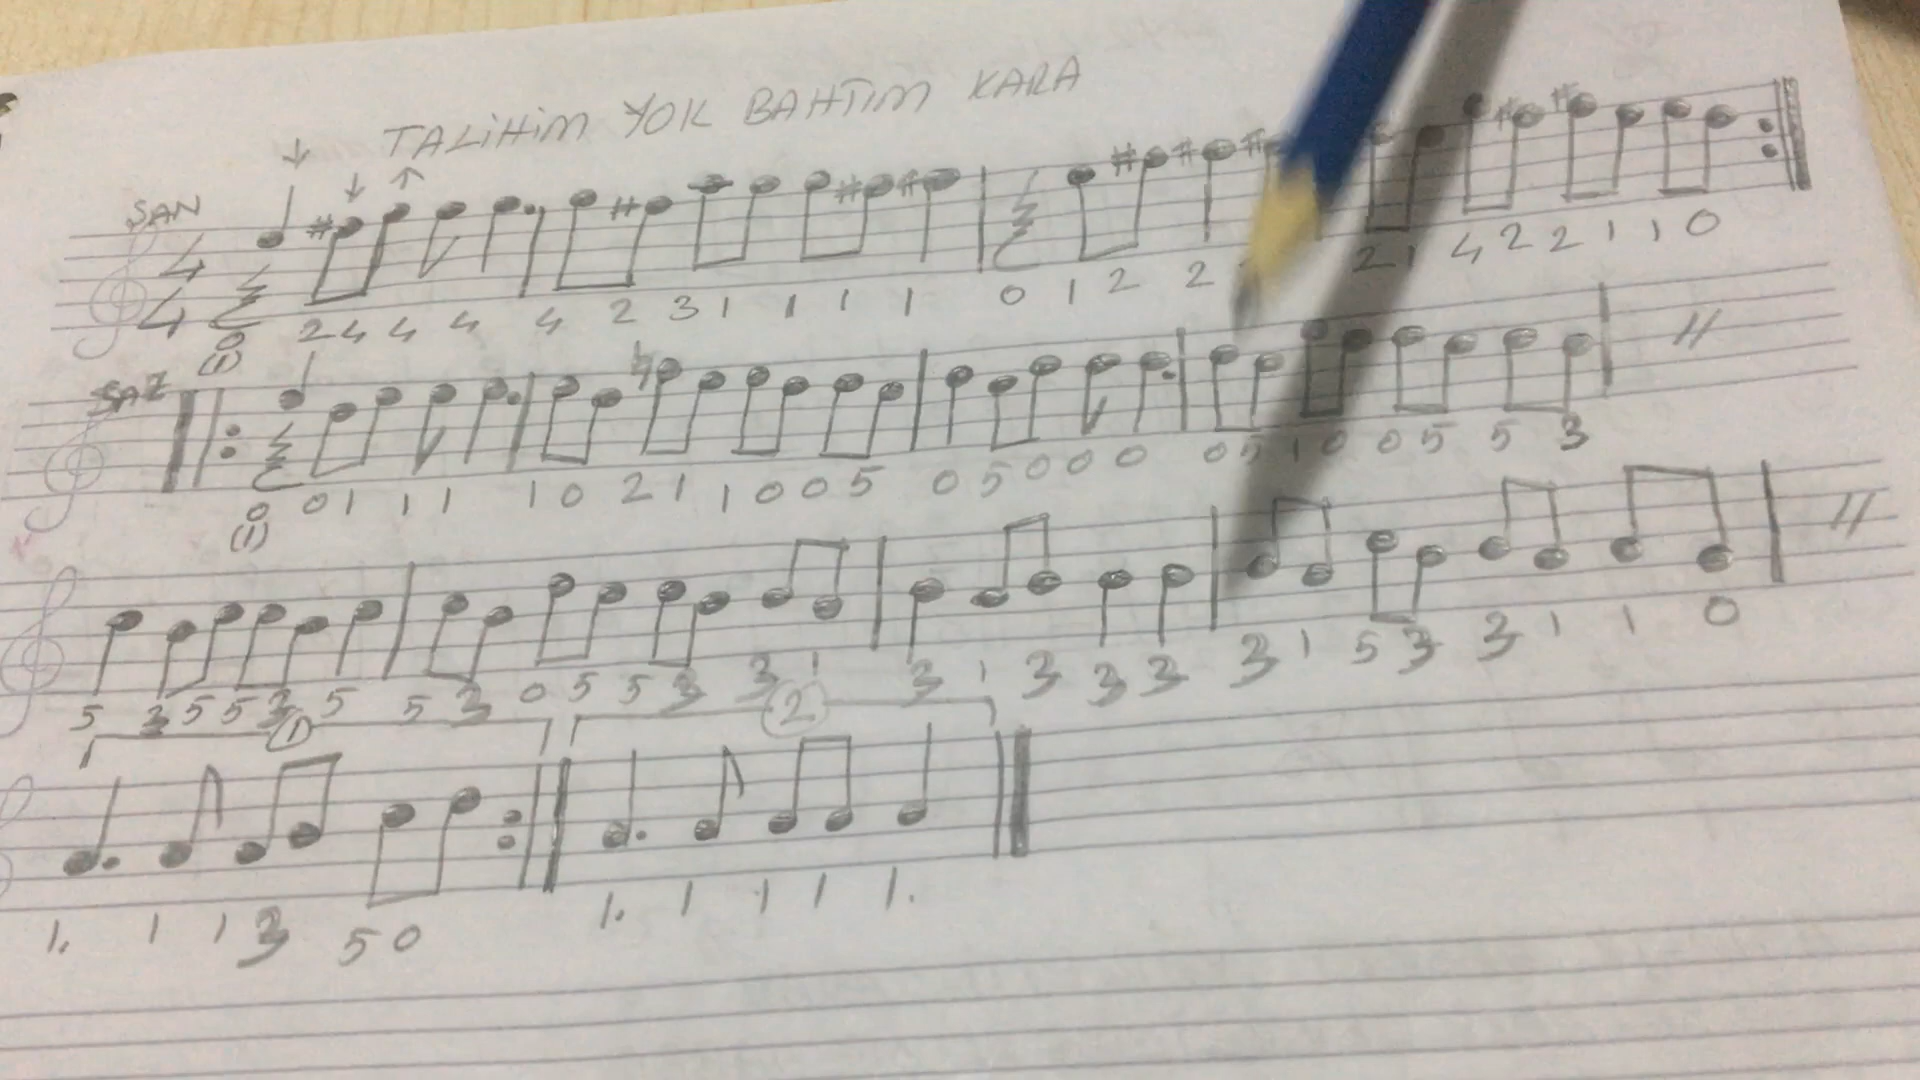 TALİHİM YOK BAHTIM KARA
SAN
4
4
0 2 4 4 4 4 2 3 1 1 1 1 0 1 2 2 2 1 4 2 2 1 1 0
(1)
SAZ
0 0 1 1 1 1 0 2 1 1 0 0 5 0 5 0 0 0 0 5 1 0 0 5 5 3
(1)
5 3 5 5 3 5 5 3 0 5 5 3 3 1 3 1 3 3 3 3 1 5 3 3 1 1 0
1 2
1. 1 1 3 5 0 1. 1 1 1 1.